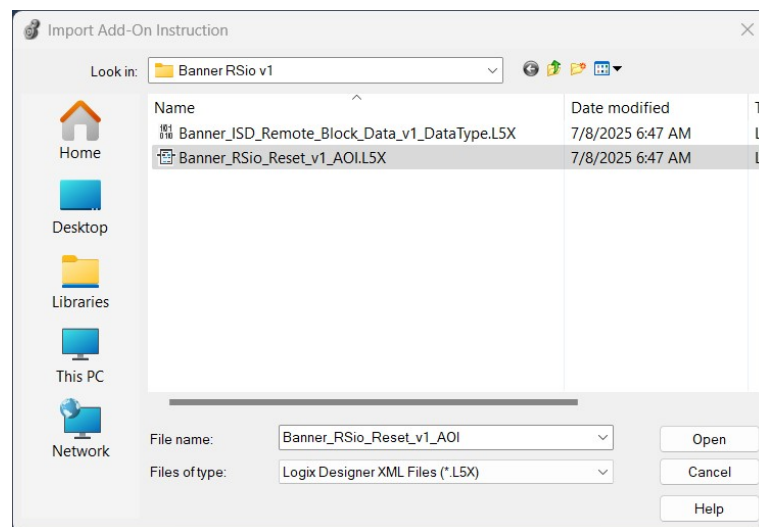 Import Add-On Instruction
Look in: Banner RSio v1
Name Date modified
Banner_ISD_Remote_Block_Data_v1_DataType.L5X 7/8/2025 6:47 AM
Banner_RSio_Reset_v1_AOI.L5X 7/8/2025 6:47 AM
Home
Desktop
Libraries
This PC
Network
File name: Banner_RSio_Reset_v1_AOI Open
Files of type: Logix Designer XML Files (*.L5X) Cancel
Help